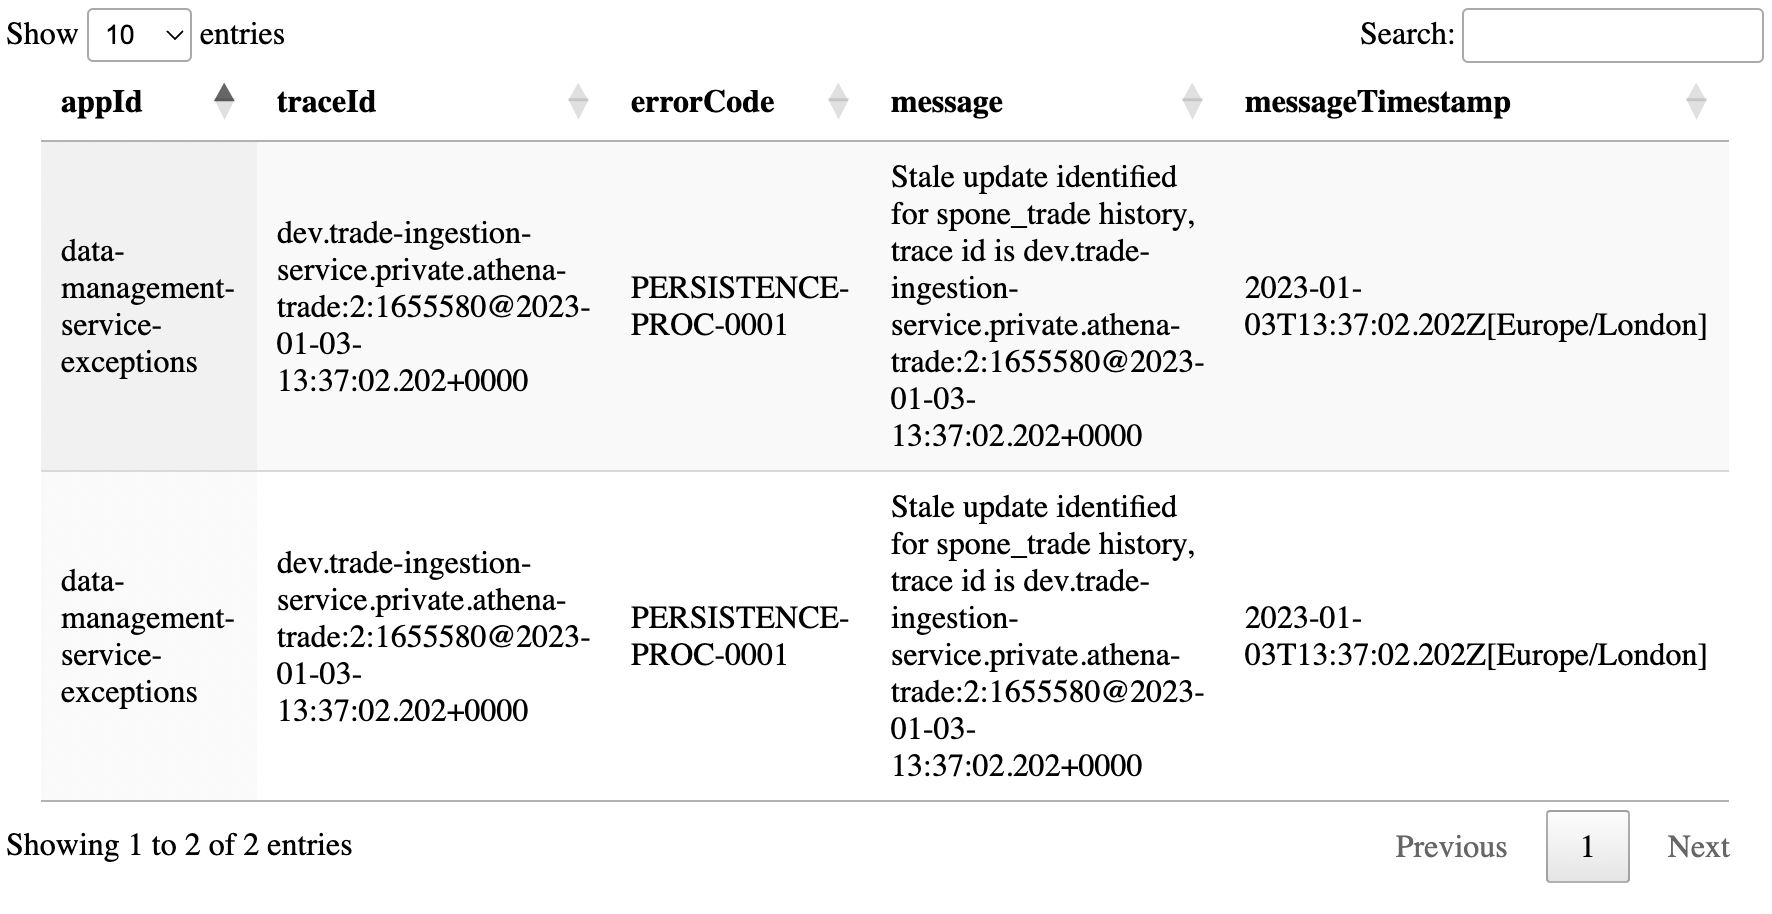 Show 10 entries Search:
appId traceId errorCode message messageTimestamp
data-
management-
service-
exceptions
dev.trade-ingestion-
service.private.athena-
trade:2:1655580@2023-
01-03-
13:37:02.202+0000
PERSISTENCE-
PROC-0001
Stale update identified
for spone_trade history,
trace id is dev.trade-
ingestion-
service.private.athena-
trade:2:1655580@2023-
01-03-
13:37:02.202+0000
2023-01-
03T13:37:02.202Z[Europe/London]
data-
management-
service-
exceptions
dev.trade-ingestion-
service.private.athena-
trade:2:1655580@2023-
01-03-
13:37:02.202+0000
PERSISTENCE-
PROC-0001
Stale update identified
for spone_trade history,
trace id is dev.trade-
ingestion-
service.private.athena-
trade:2:1655580@2023-
01-03-
13:37:02.202+0000
2023-01-
03T13:37:02.202Z[Europe/London]
Showing 1 to 2 of 2 entries Previous 1 Next